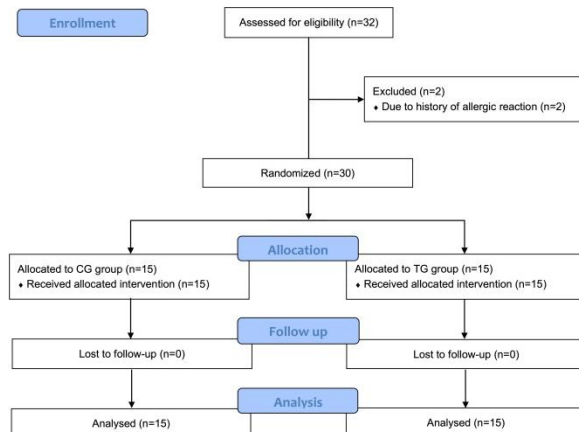 Enrollment
Assessed for eligibility (n=32)
Excluded (n=2)
♦ Due to history of allergic reaction (n=2)
Randomized (n=30)
Allocation
Allocated to CG group (n=15)
♦ Received allocated intervention (n=15)
Allocated to TG group (n=15)
♦ Received allocated intervention (n=15)
Follow up
Lost to follow-up (n=0)
Lost to follow-up (n=0)
Analysis
Analysed (n=15)
Analysed (n=15)